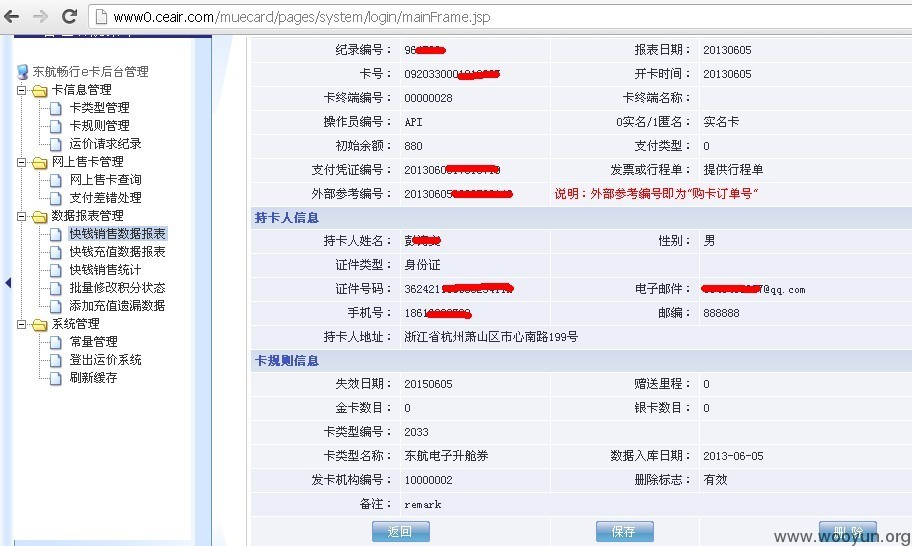 www0.ceair.com/muecard/pages/system/login/mainFrame.jsp
东航畅行e卡后台管理
卡信息管理
卡类型管理
卡规则管理
运价请求纪录
网上售卡管理
网上售卡查询
支付差错处理
数据报表管理
快钱销售数据报表
快钱充值数据报表
快钱销售统计
批量修改积分状态
添加充值遗漏数据
系统管理
常量管理
登出运价系统
刷新缓存
纪录编号： 报表日期： 20130605
卡号： 092033000 开卡时间： 20130605
卡终端编号： 00000028 卡终端名称：
操作员编号： API 0实名/1匿名： 实名卡
初始余额： 880 支付类型： 0
支付凭证编号： 2013060 发票或行程单： 提供行程单
外部参考编号： 2013060 说明：外部参考编号即为"购卡订单号"
持卡人信息
持卡人姓名： 性别： 男
证件类型： 身份证
证件号码： 362421 电子邮件： @qq.com
手机号： 1861 邮编： 888888
持卡人地址： 浙江省杭州萧山区市心南路199号
卡规则信息
失效日期： 20150605 赠送里程： 0
金卡数目： 0 银卡数目： 0
卡类型编号： 2033
卡类型名称： 东航电子升舱券 数据入库日期： 2013-06-05
发卡机构编号： 10000002 删除标志： 有效
备注： remark
返回 保存 删除
www.wooyun.org